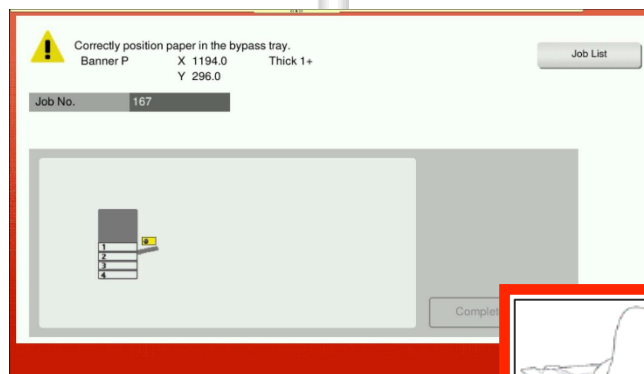 Correctly position paper in the bypass tray.
Banner P X 1194.0 Thick 1+
Y 296.0
Job List
Job No. 167
1
2
3
4